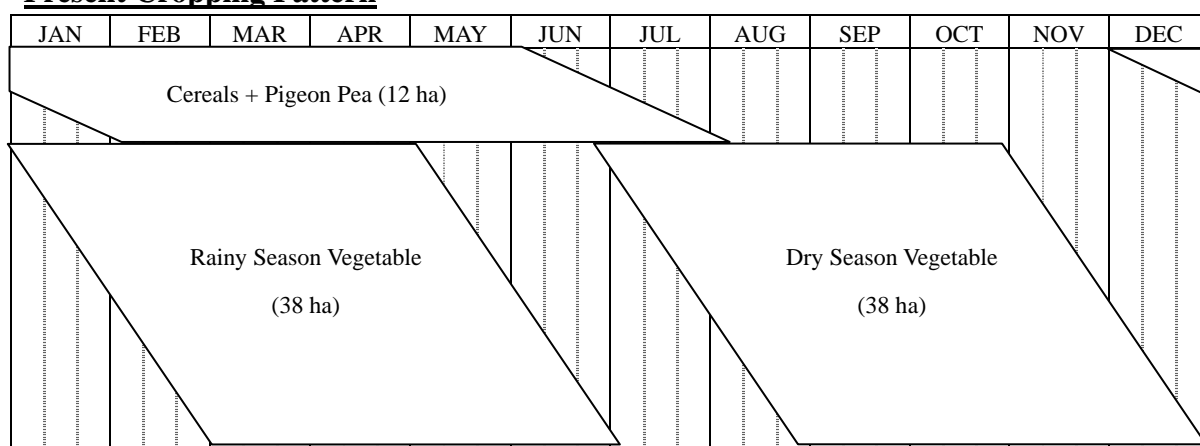 Present Cropping Pattern
JAN FEB MAR APR MAY JUN JUL AUG SEP OCT NOV DEC
Cereals + Pigeon Pea (12 ha)
Rainy Season Vegetable
(38 ha)
Dry Season Vegetable
(38 ha)